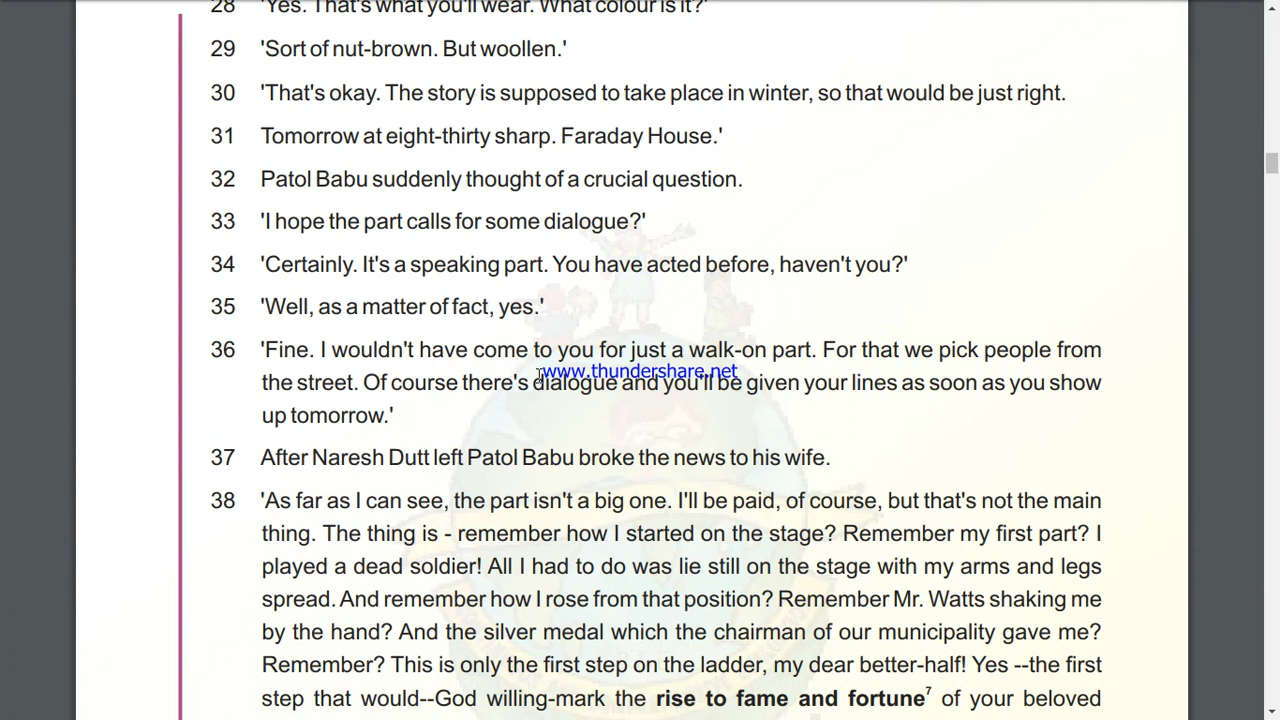 28 'Yes. That's what you'll wear. What colour is it?'
29 'Sort of nut-brown. But woollen.'
30 'That's okay. The story is supposed to take place in winter, so that would be just right.
31 Tomorrow at eight-thirty sharp. Faraday House.'
32 Patol Babu suddenly thought of a crucial question.
33 'I hope the part calls for some dialogue?'
34 'Certainly. It's a speaking part. You have acted before, haven't you?'
35 'Well, as a matter of fact, yes.'
36 'Fine. I wouldn't have come to you for just a walk-on part. For that we pick people from
www.thundershare.net
the street. Of course there's dialogue and you'll be given your lines as soon as you show
up tomorrow.'
37 After Naresh Dutt left Patol Babu broke the news to his wife.
38 'As far as I can see, the part isn't a big one. I'll be paid, of course, but that's not the main
thing. The thing is - remember how I started on the stage? Remember my first part? I
played a dead soldier! All I had to do was lie still on the stage with my arms and legs
spread. And remember how I rose from that position? Remember Mr. Watts shaking me
by the hand? And the silver medal which the chairman of our municipality gave me?
Remember? This is only the first step on the ladder, my dear better-half! Yes --the first
step that would--God willing-mark the rise to fame and fortune7 of your beloved